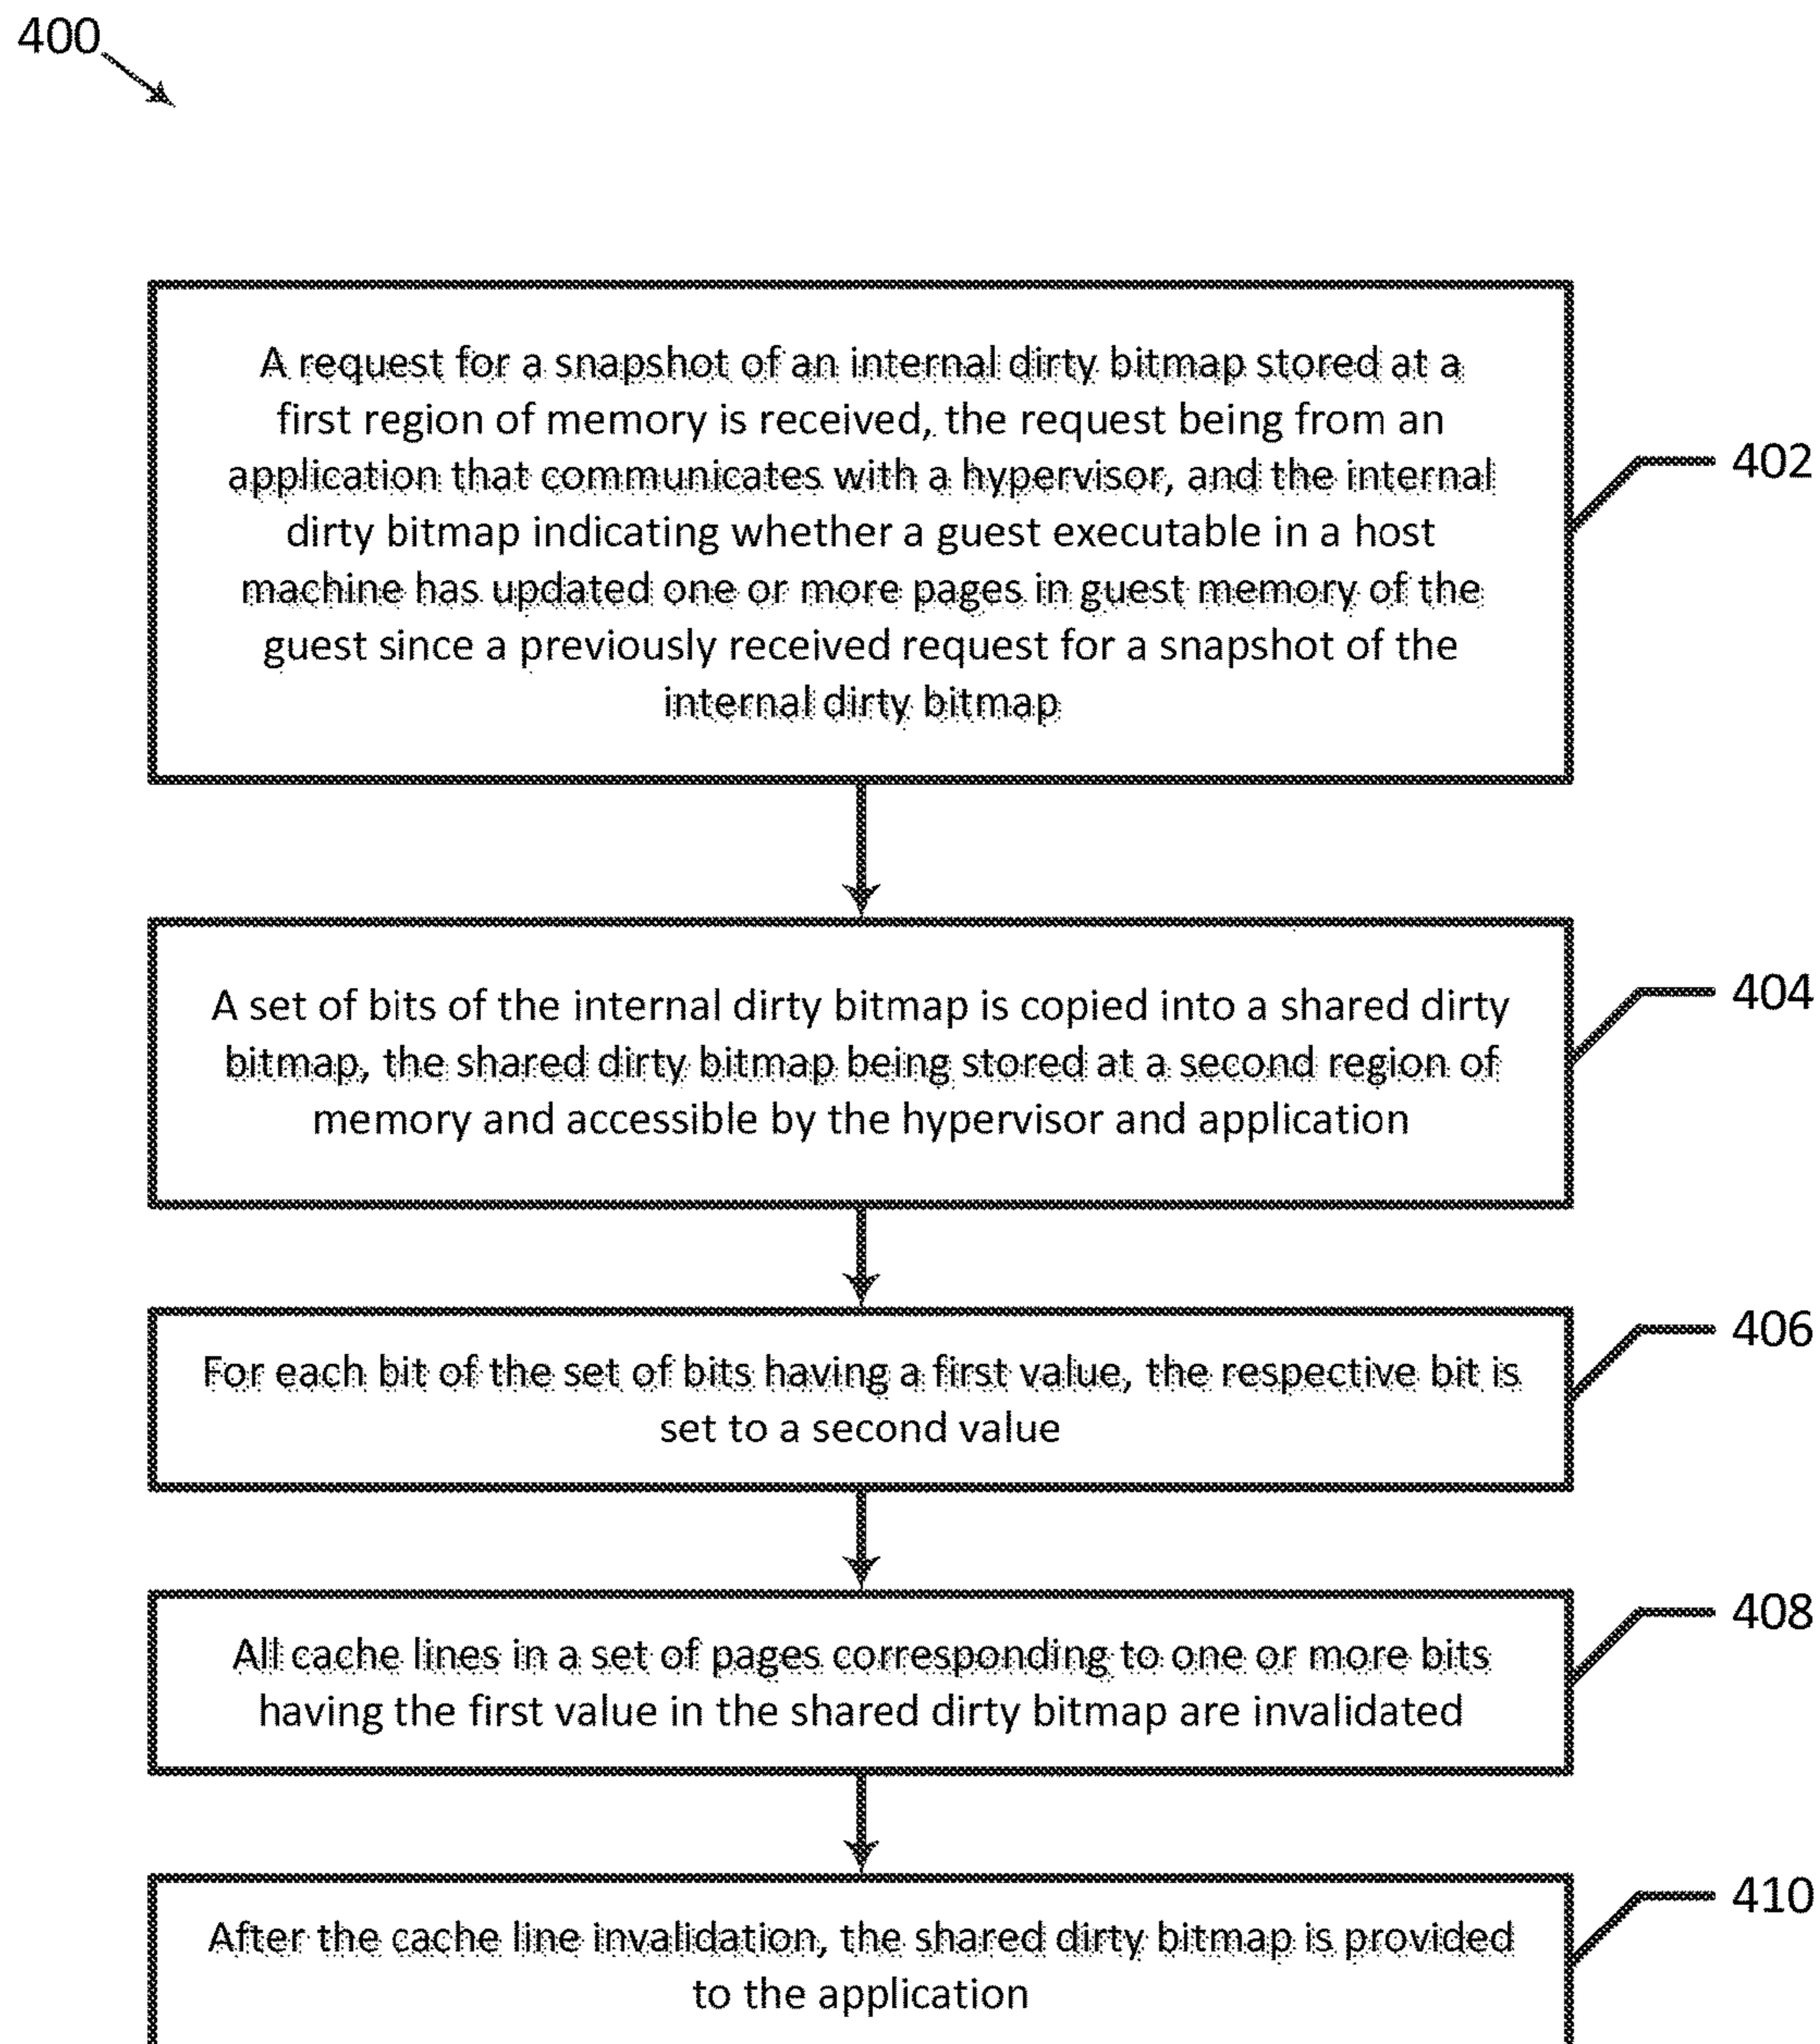 400
A request for a snapshot of an internal dirty bitmap stored at a
first region of memory is received, the request being from an
application that communicates with a hypervisor, and the internal
dirty bitmap indicating whether a guest executable in a host
machine has updated one or more pages in guest memory of the
guest since a previously received request for a snapshot of the
internal dirty bitmap
402
A set of bits of the internal dirty bitmap is copied into a shared dirty
bitmap, the shared dirty bitmap being stored at a second region of
memory and accessible by the hypervisor and application
404
For each bit of the set of bits having a first value, the respective bit is
set to a second value
406
All cache lines in a set of pages corresponding to one or more bits
having the first value in the shared dirty bitmap are invalidated
408
After the cache line invalidation, the shared dirty bitmap is provided
to the application
410